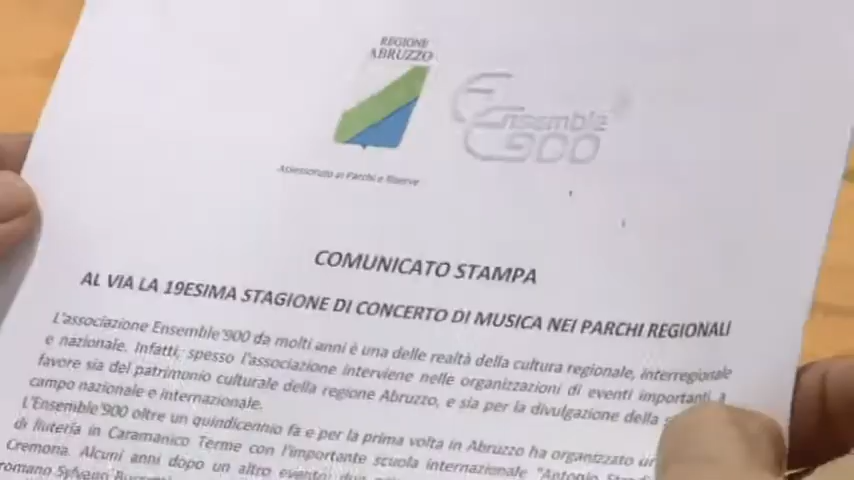 REGIONE
ABRUZZO
Ensemble
900
Assessorato ai Parchi e Riserve
COMUNICATO STAMPA
AL VIA LA 19ESIMA STAGIONE DI CONCERTO DI MUSICA NEI PARCHI REGIONALI
L'associazione Ensemble'900 da molti anni è una delle realtà della cultura regionale, interregionale
e nazionale. Infatti, spesso l'associazione interviene nelle organizzazioni di eventi importanti a
favore sia del patrimonio culturale della regione Abruzzo, e sia per la divulgazione della
campo nazionale e internazionale.
L'Ensemble'900 oltre un quindicennio fa e per la prima volta in Abruzzo ha organizzato un
di liuteria in Caramanico Terme con l'importante scuola internazionale "Antonio
Cremona. Alcuni anni dopo un altro evento:
romano Sylvano